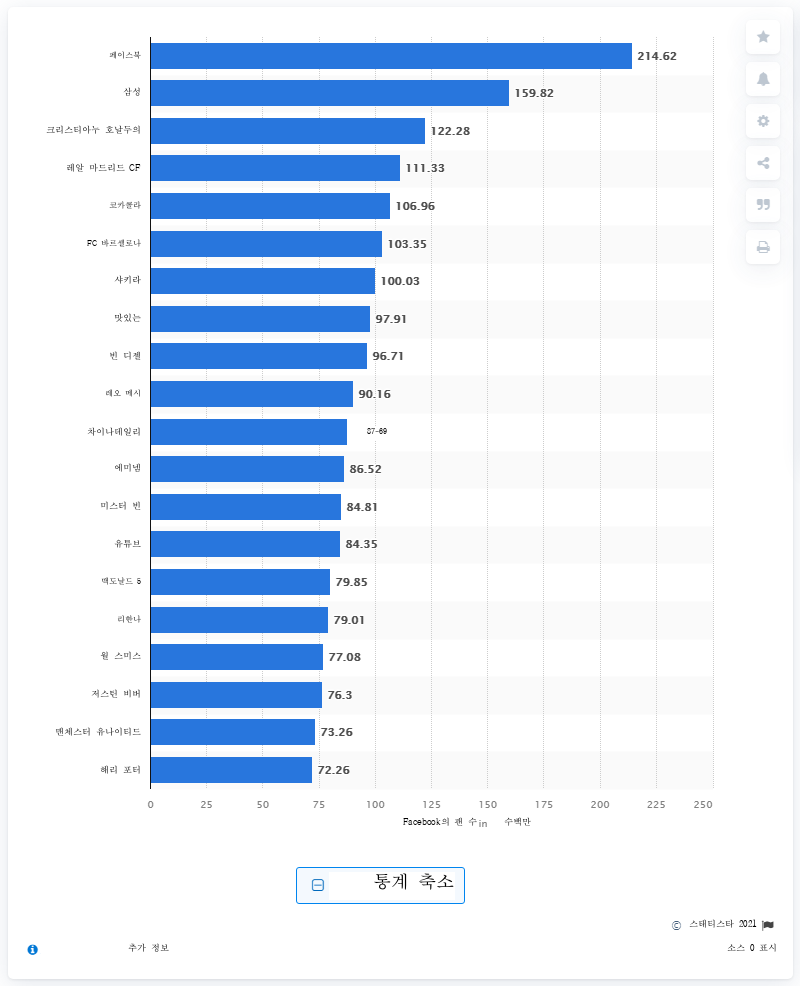 페이스북 214.62
삼성 159.82
크리스티아누 호날두의 122.28
레알 마드리드 CF 111.33
코카콜라 106.96
FC 바르셀로나 103.35
샤키라 100.03
맛있는 97.91
빈 디젤 96.71
레오 메시 90.16
차이나데일리 87-69
에미넴 86.52
미스터 빈 84.81
유튜브 84.35
맥도날드 5 79.85
리한나 79.01
윌 스미스 77.08
저스틴 비버 76.3
맨체스터 유나이티드 73.26
해리 포터 72.26
0 25 50 75 100 125 150 175 200 225 250
Facebook의 팬 수 in 수백만
통계 축소
© 스태티스타 2021
추가 정보 소스 0 표시